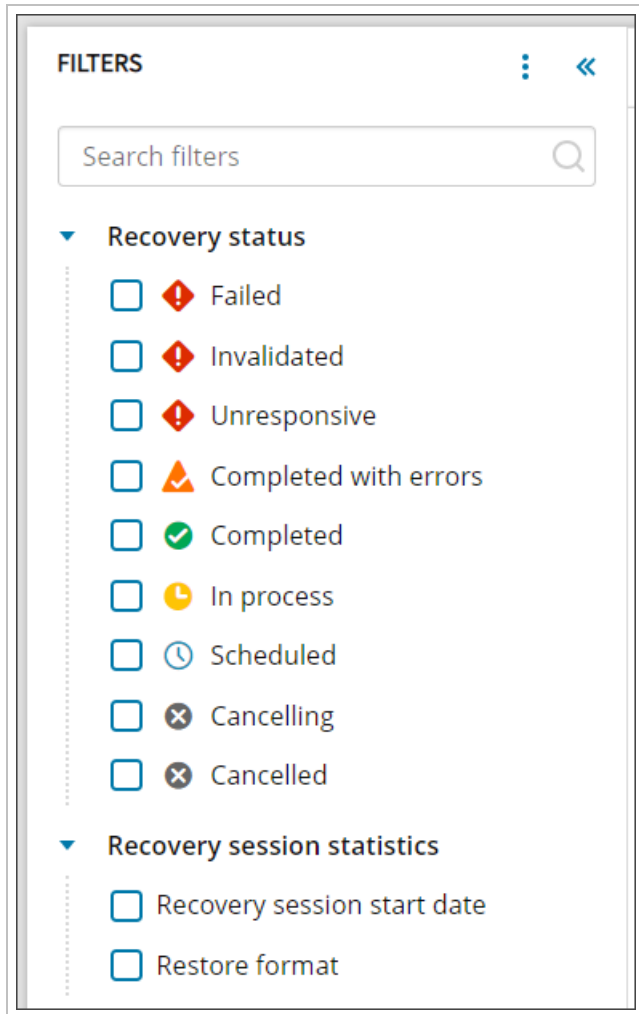 FILTERS
Search filters
Recovery status
Failed
Invalidated
Unresponsive
Completed with errors
Completed
In process
Scheduled
Cancelling
Cancelled
Recovery session statistics
Recovery session start date
Restore format